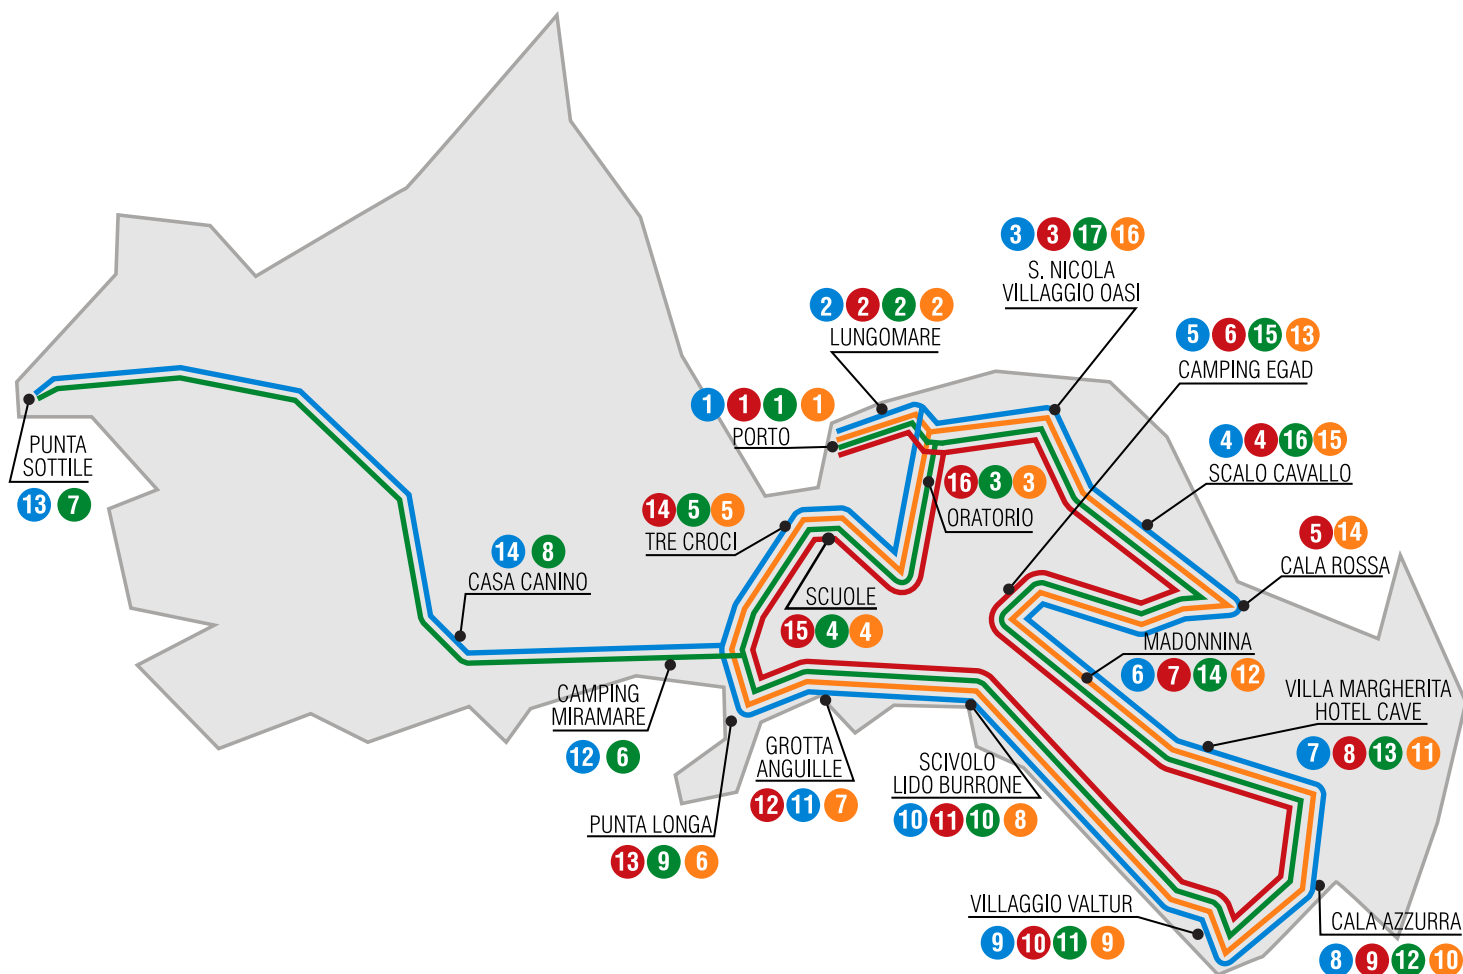 3 3 17 16
S. NICOLA
VILLAGGIO OASI
2 2 2 2
LUNGOMARE
5 6 15 13
CAMPING EGAD
1 1 1 1
PORTO
4 4 16 15
SCALO CAVALLO
PUNTA
SOTTILE
13 7
16 3 3
ORATORIO
14 5 5
TRE CROCI
5 14
CALA ROSSA
14 8
CASA CANINO
SCUOLE
15 4 4
MADONNINA
6 7 14 12
VILLA MARGHERITA
HOTEL CAVE
7 8 13 11
CAMPING
MIRAMARE
12 6
GROTTA
ANGUILLE
12 11 7
SCIVOLO
LIDO BURRONE
10 11 10 8
PUNTA LONGA
13 9 6
VILLAGGIO VALTUR
9 10 11 9
CALA AZZURRA
8 9 12 10